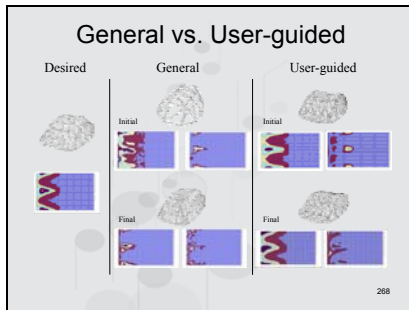 General vs. User-guided
Desired
General
User-guided
Initial
Initial
Final
Final
268